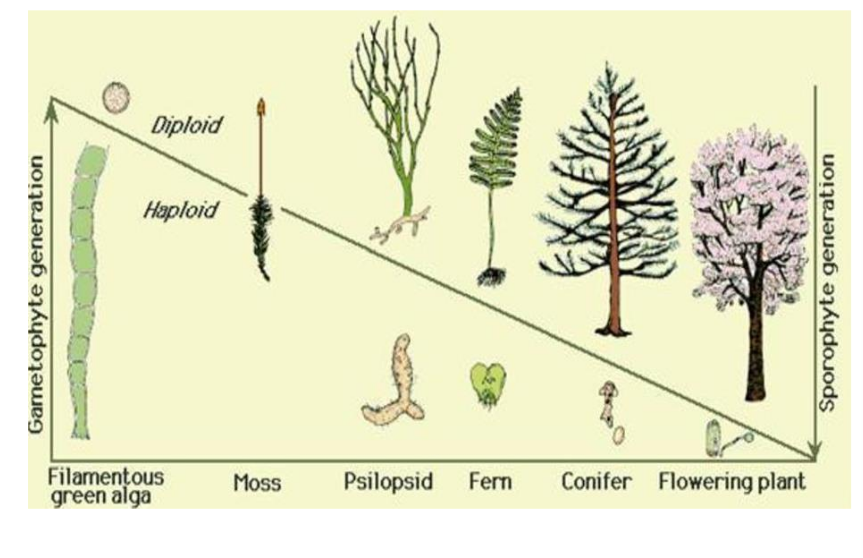 Diploid
Haploid
Gametophyte generation
Sporophyte generation
Filamentous
green alga
Moss
Psilopsid
Fern
Conifer
Flowering plant